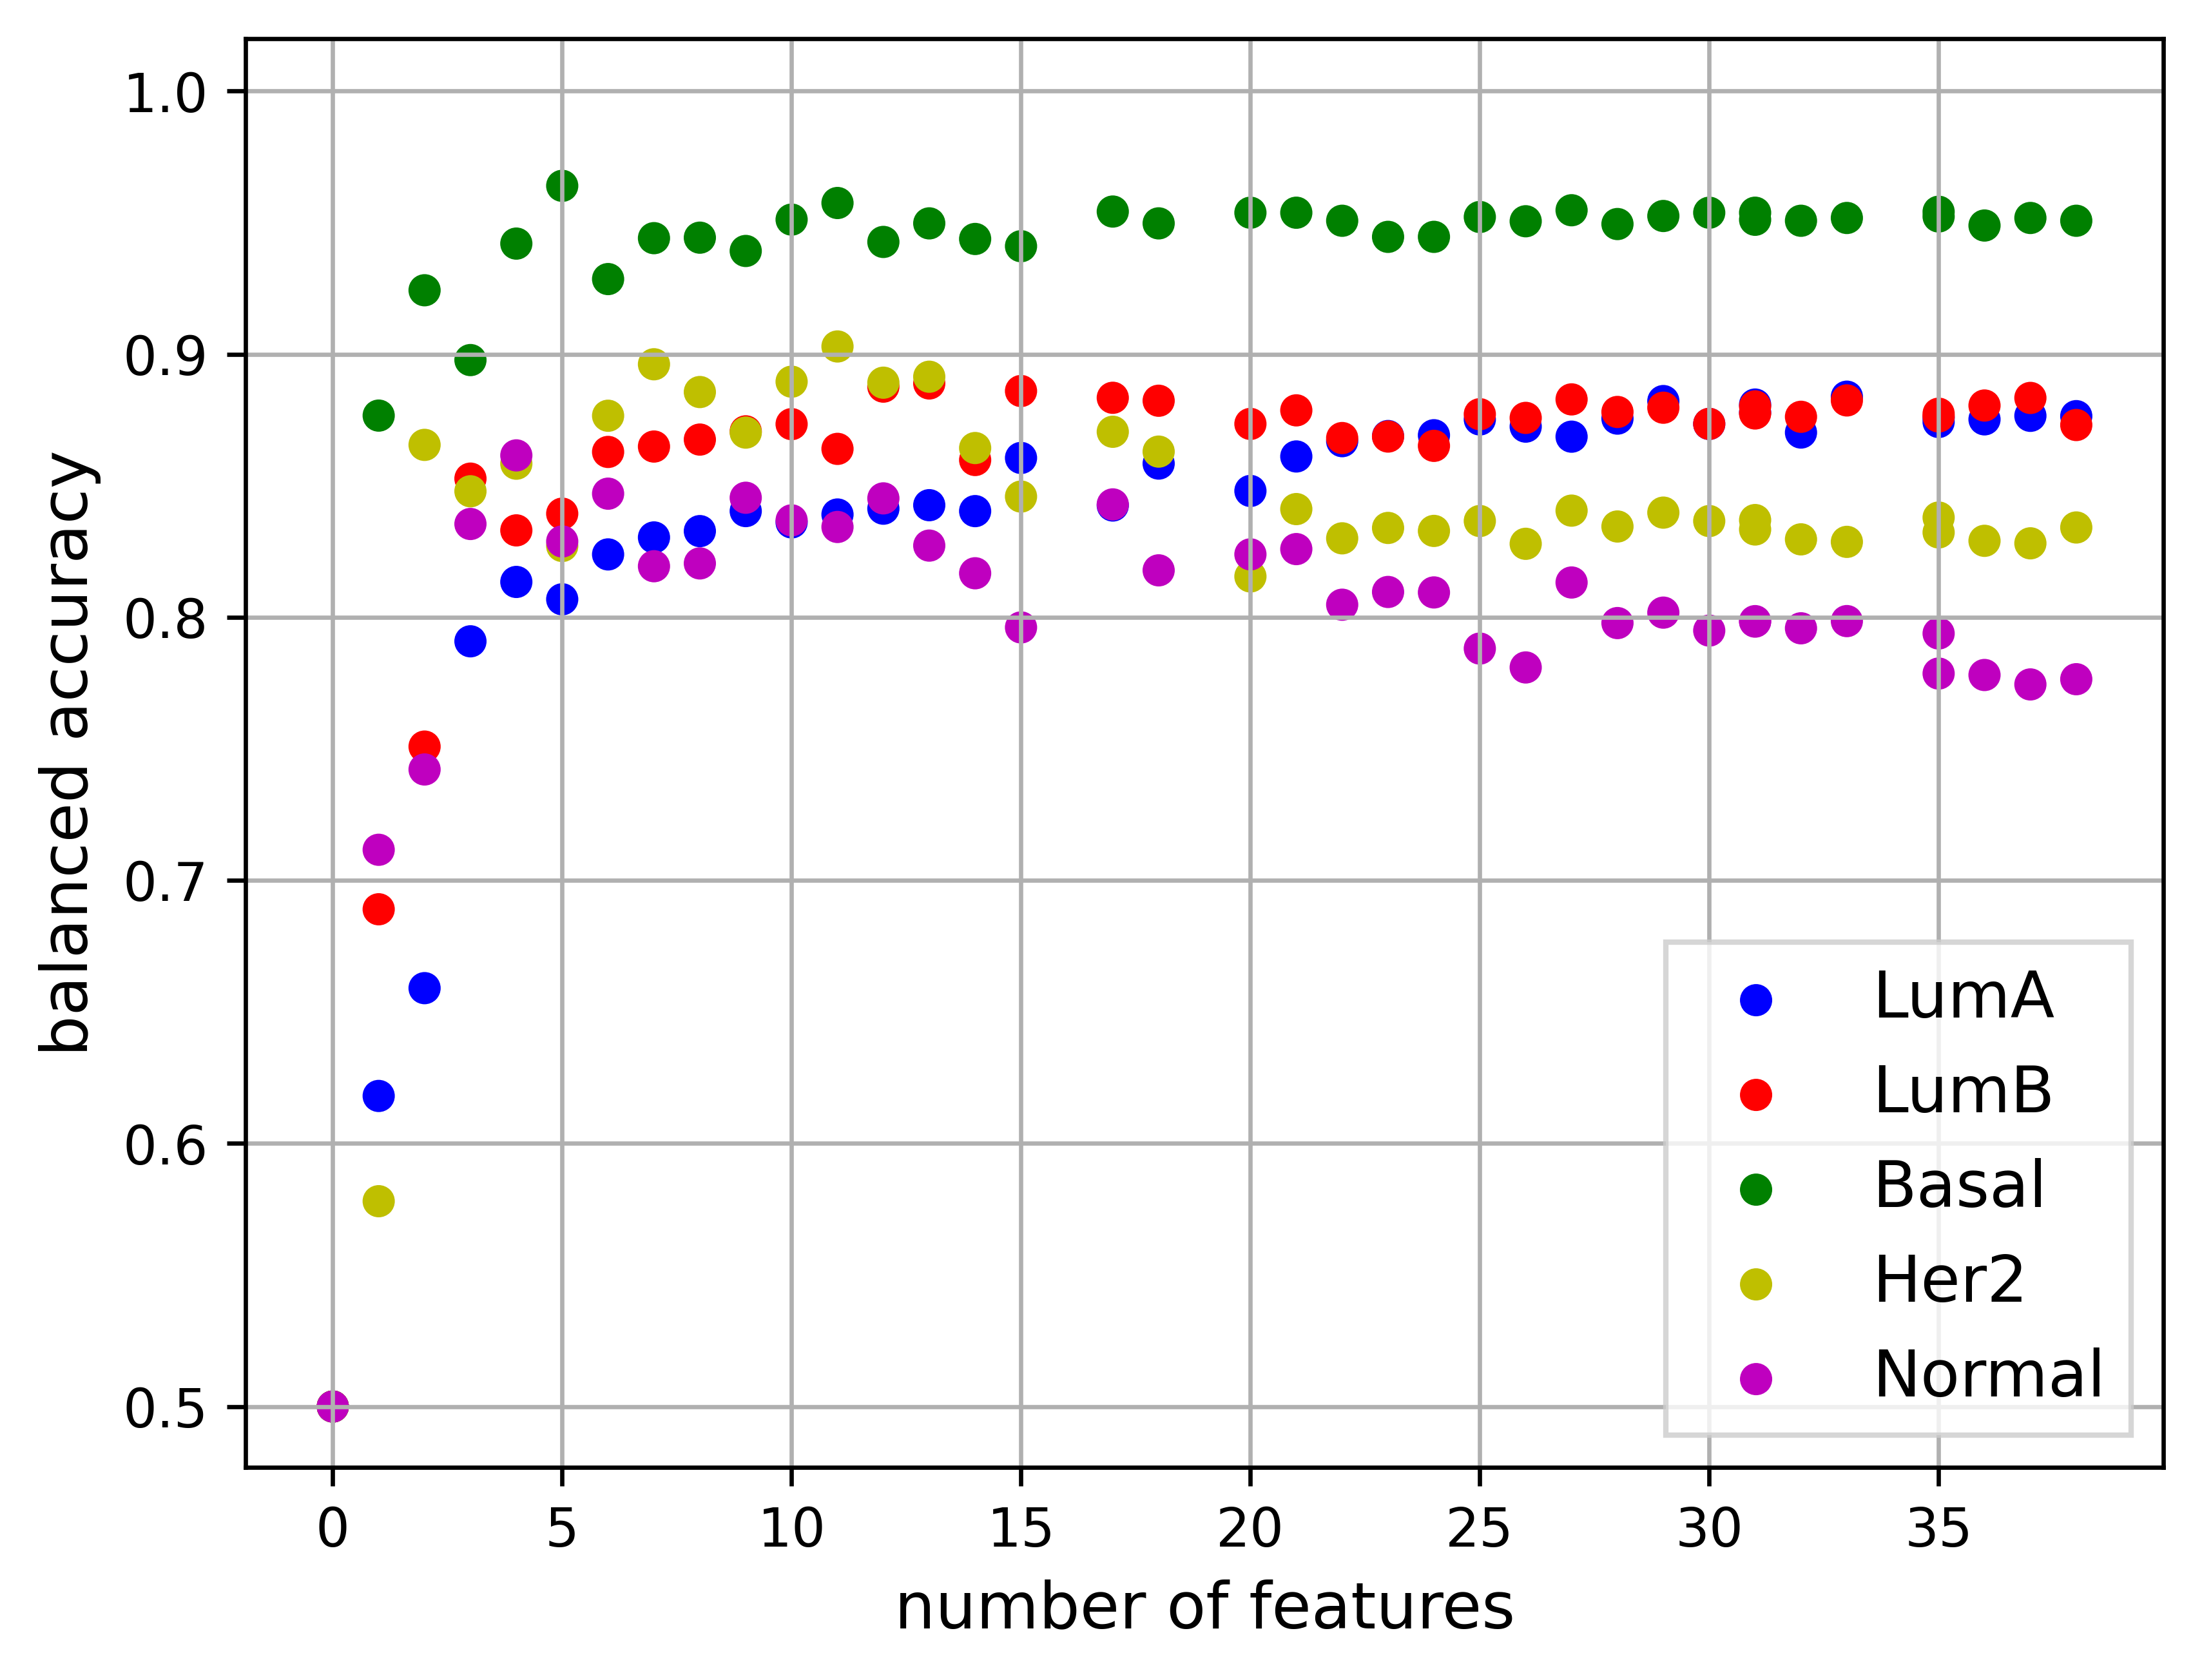 1.0
0.9
0.8
0.7
0.6
0.5
balanced accuracy
LumA
LumB
Basal
Her2
Normal
0 5 10 15 20 25 30 35
number of features